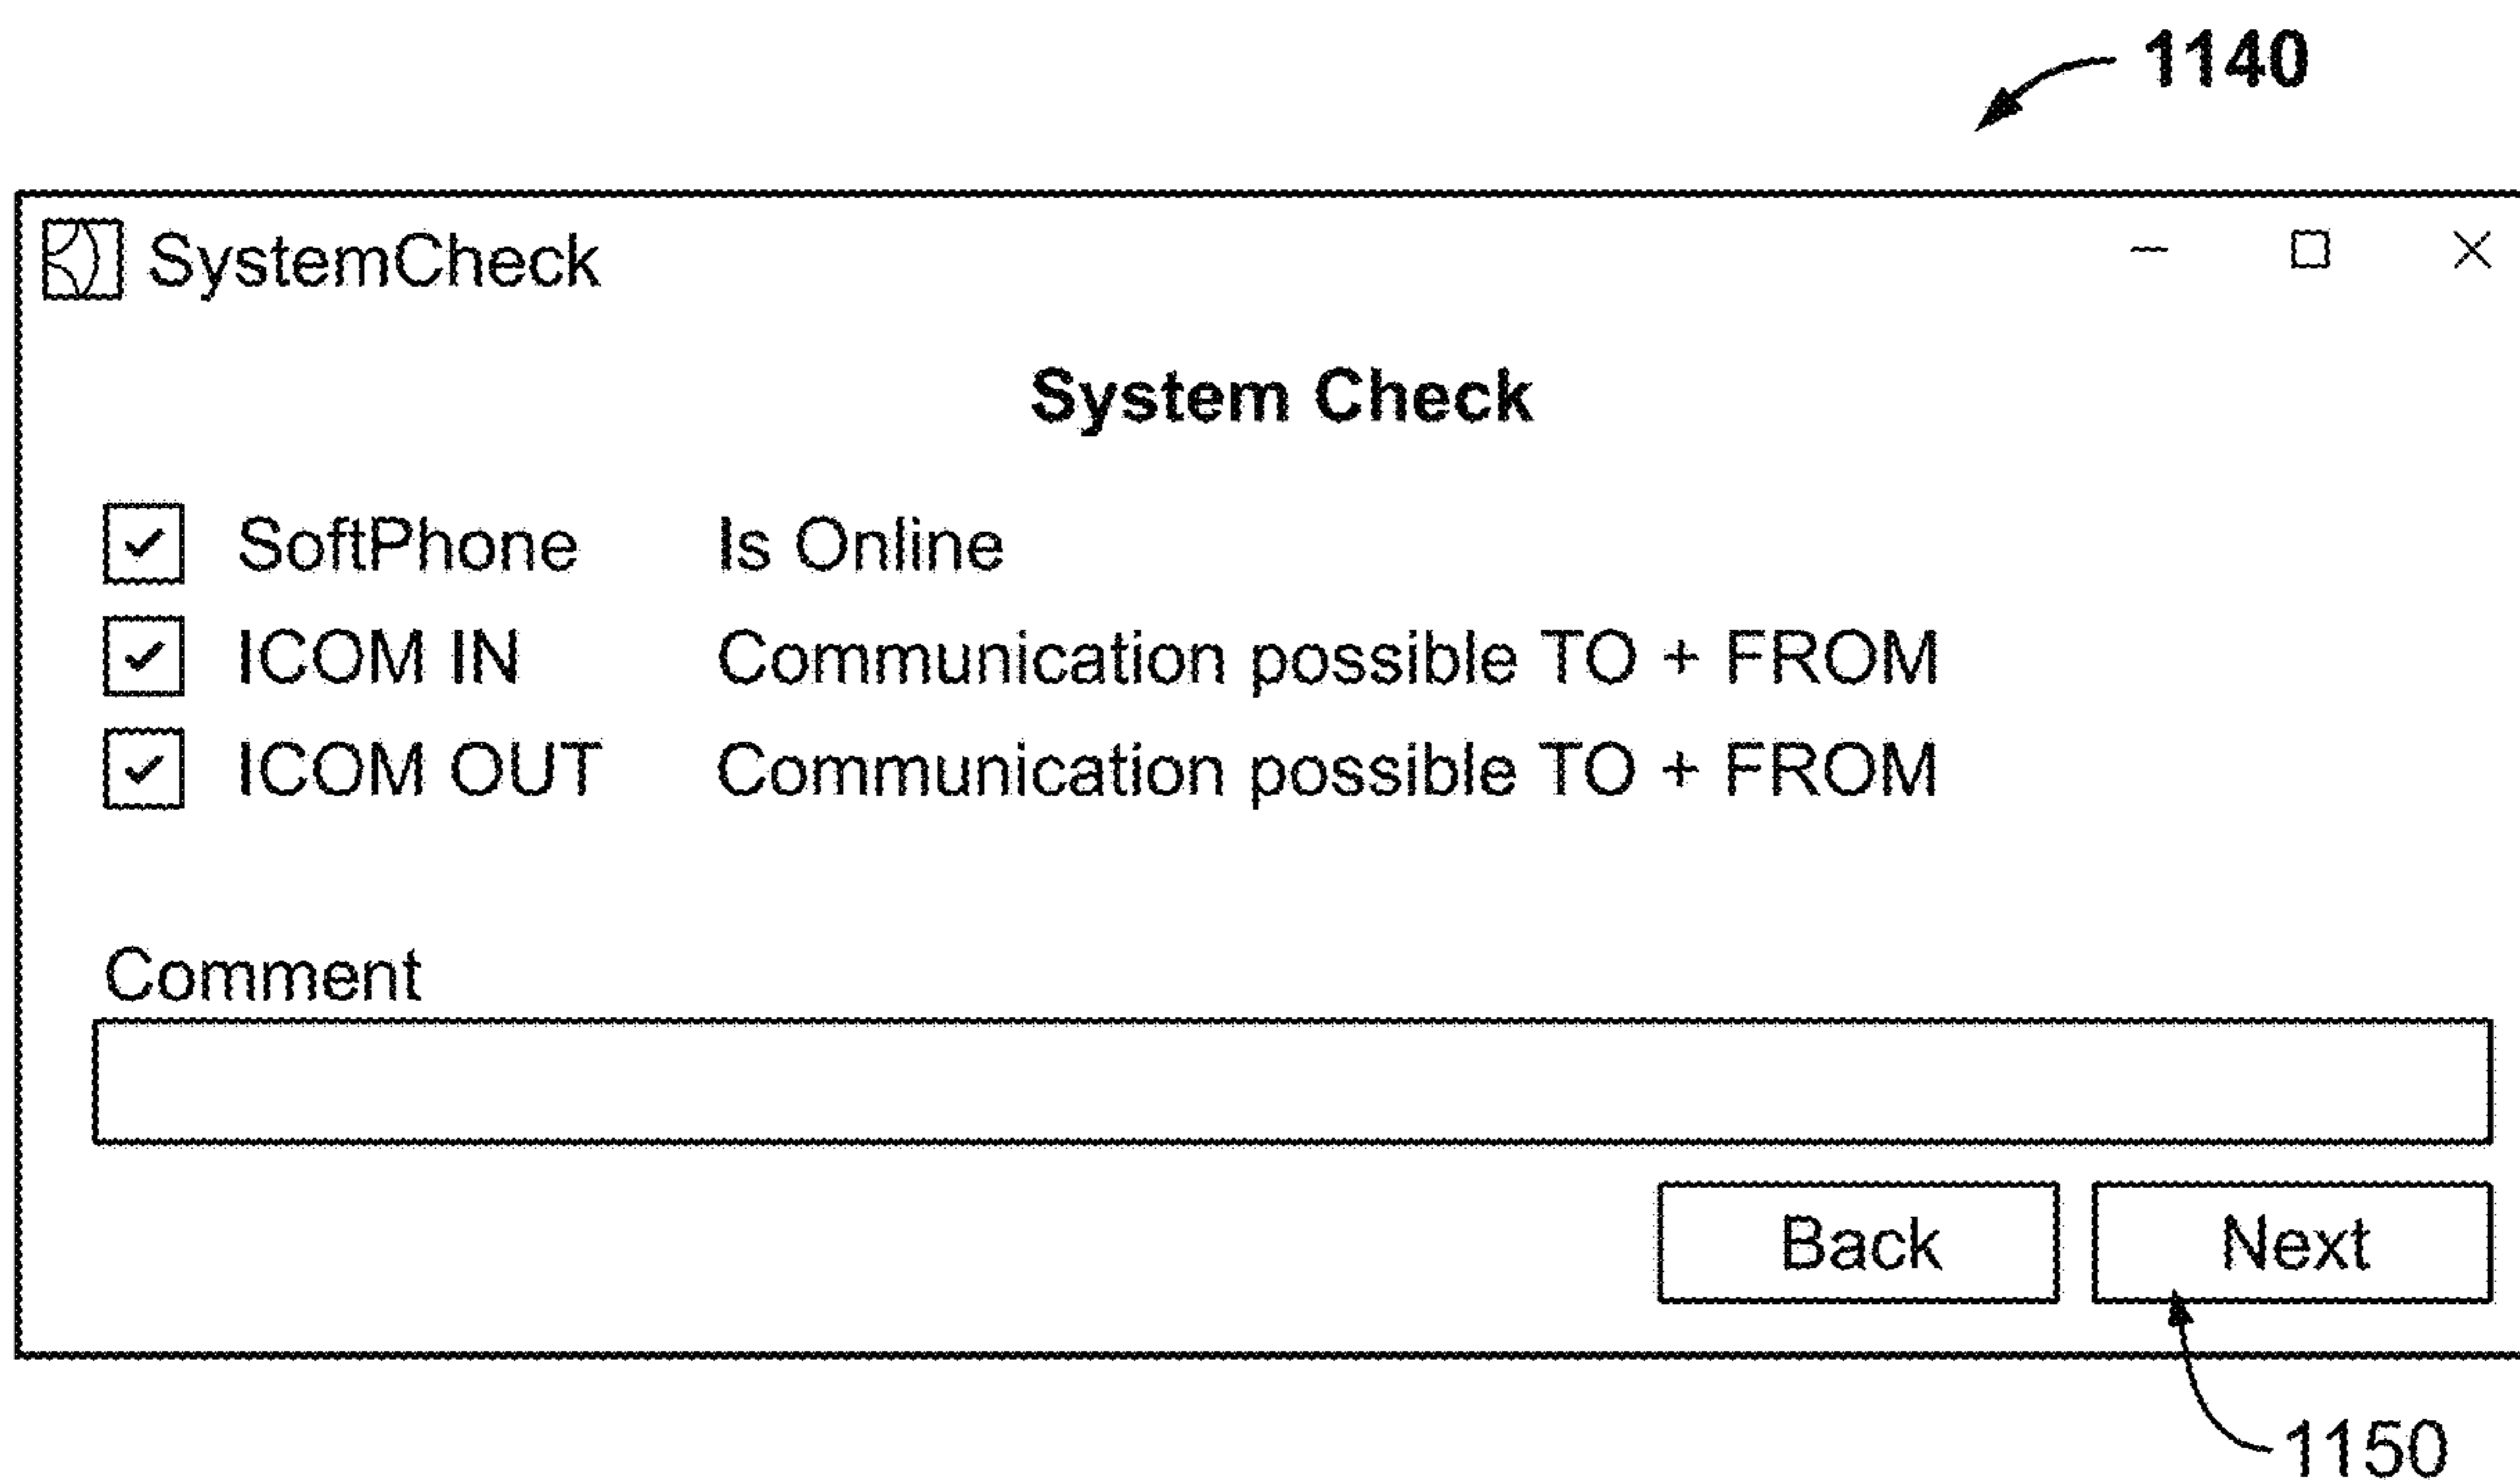 1140
SystemCheck
System Check
SoftPhone Is Online
ICOM IN Communication possible TO + FROM
ICOM OUT Communication possible TO + FROM
Comment
Back Next
1150